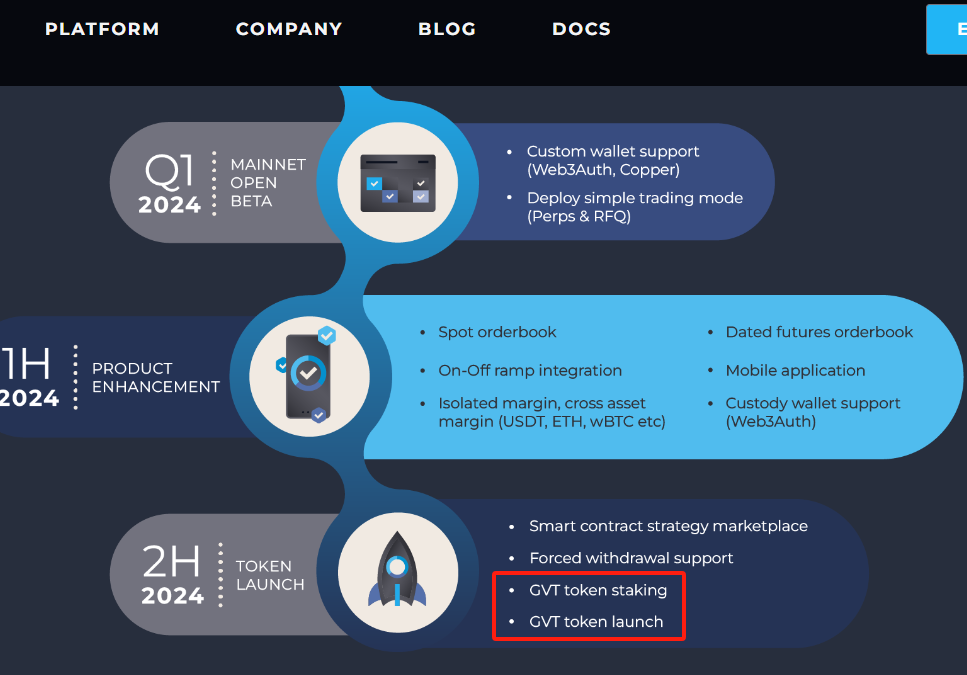 PLATFORM COMPANY BLOG DOCS E
Q1
2024
MAINNET
OPEN
BETA
• Custom wallet support
(Web3Auth, Copper)
• Deploy simple trading mode
(Perps & RFQ)
1H
2024
PRODUCT
ENHANCEMENT
• Spot orderbook
• On-Off ramp integration
• Isolated margin, cross asset
margin (USDT, ETH, wBTC etc)
• Dated futures orderbook
• Mobile application
• Custody wallet support
(Web3Auth)
2H
2024
TOKEN
LAUNCH
• Smart contract strategy marketplace
• Forced withdrawal support
• GVT token staking
• GVT token launch